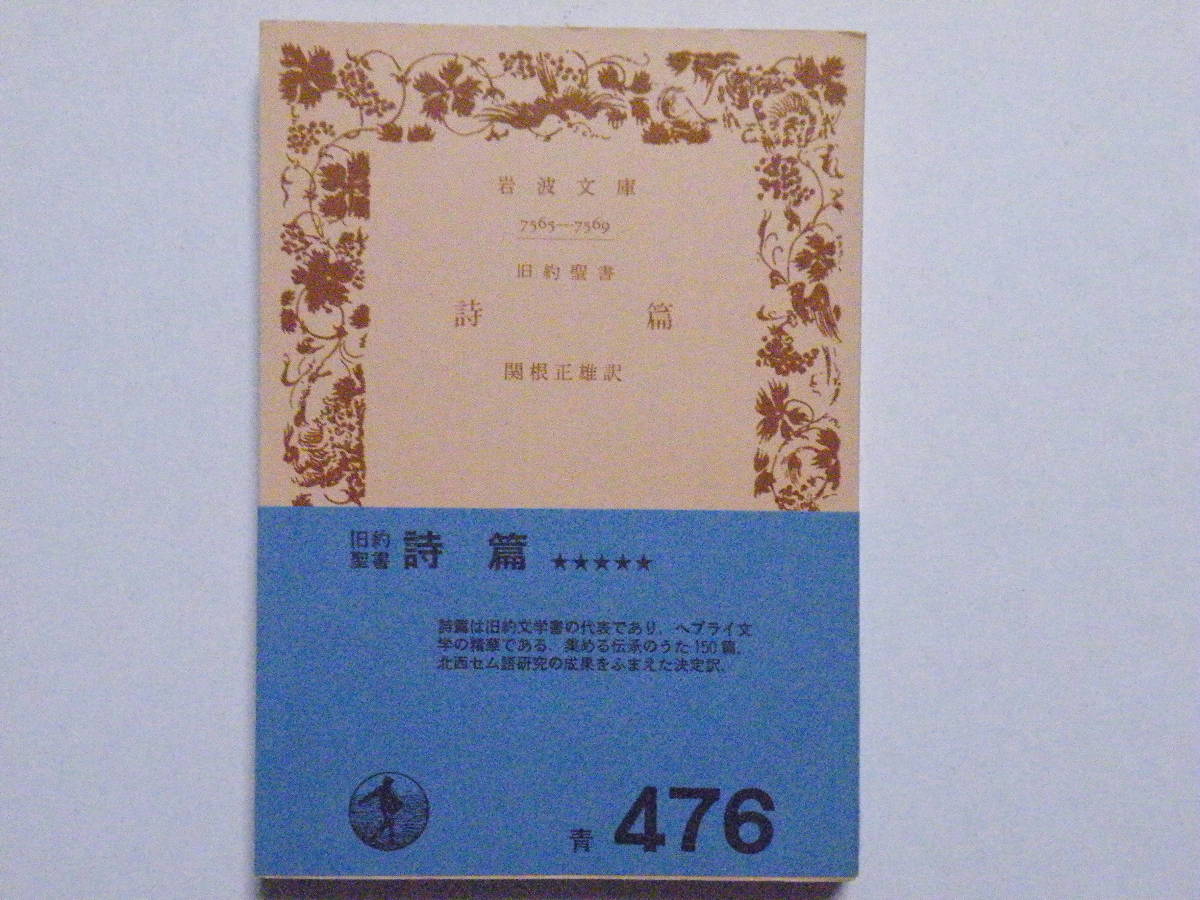 岩波文庫
7565—7569
旧約聖書
詩篇
関根正雄訳
旧約聖書 詩篇 ★★★★★
詩篇は旧約文学書の代表であり，ヘブライ文
学の精華である．集める伝承のうた150篇．
北西セム語研究の成果をふまえた決定訳．
青 476